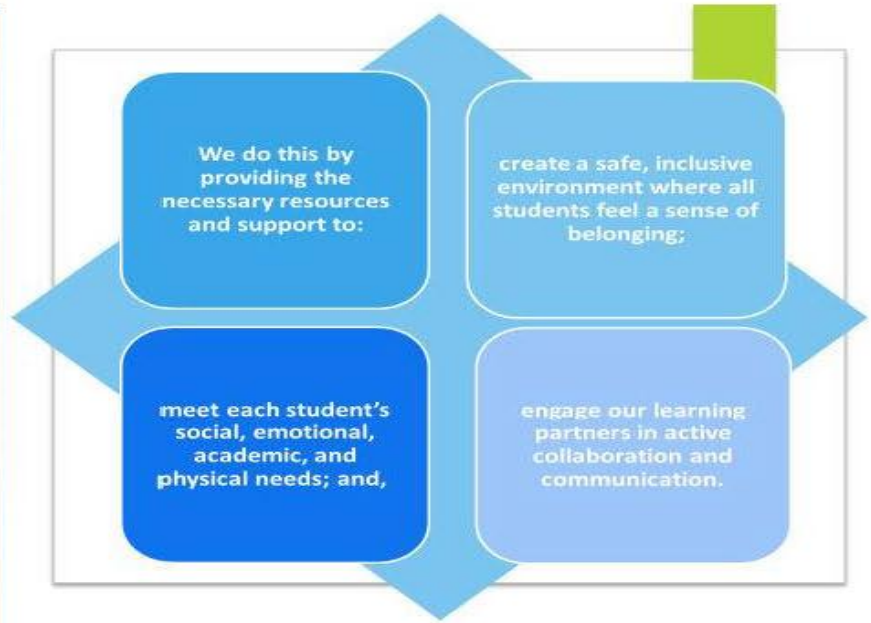 We do this by
providing the
necessary resources
and support to:
create a safe, inclusive
environment where all
students feel a sense of
belonging;
meet each student's
social, emotional,
academic, and
physical needs; and,
engage our learning
partners in active
collaboration and
communication.